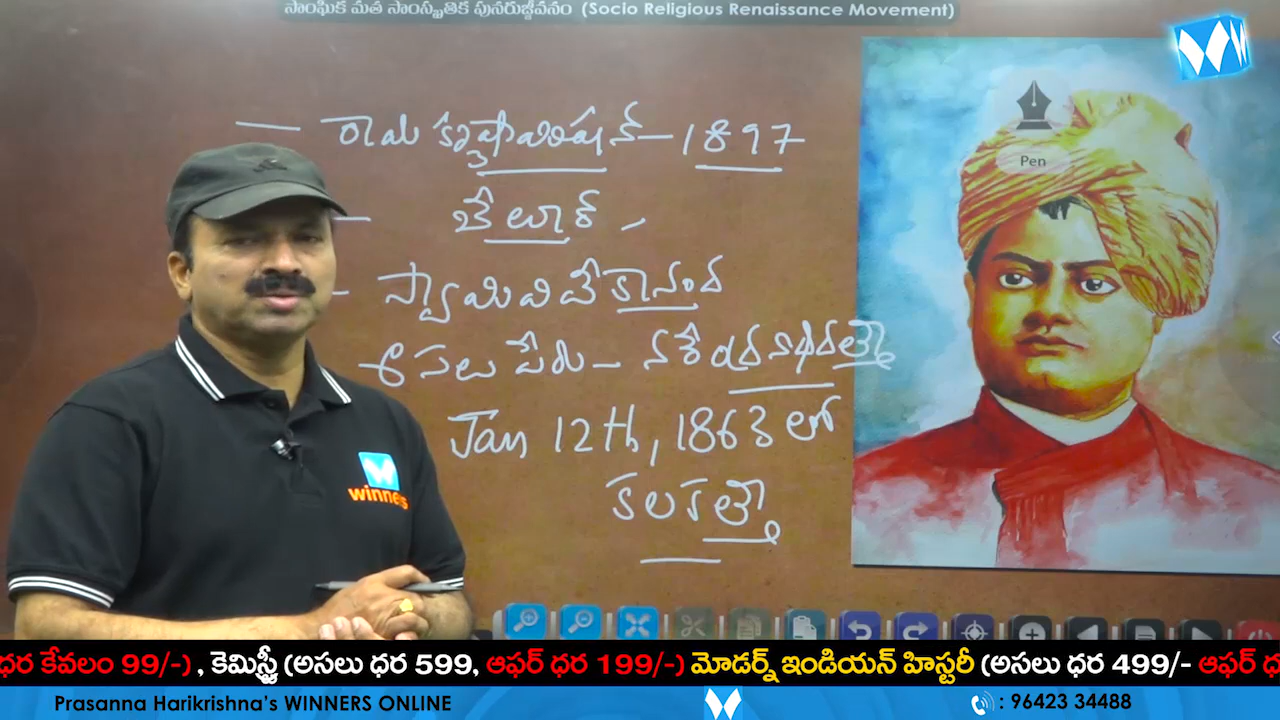 సాంఘిక మత సాంస్కృతిక పునరుజ్జీవనం (Socio Religious Renaissance Movement)
Pen
— రామకృష్ణామిషన్ – 1897
— బేలూర్
- స్వామి వివేకానంద
అసలు పేరు – నరేంద్రనాథదత్తా
Jan 12th, 1863 లో
కలకత్తా
winners
ధర కేవలం 99/-) , కెమిస్ట్రీ (అసలు ధర 599, ఆఫర్ ధర 199/-) మోడర్న్ ఇండియన్ హిస్టరీ (అసలు ధర 499/- ఆఫర్
Prasanna Harikrishna's WINNERS ONLINE
: 96423 34488